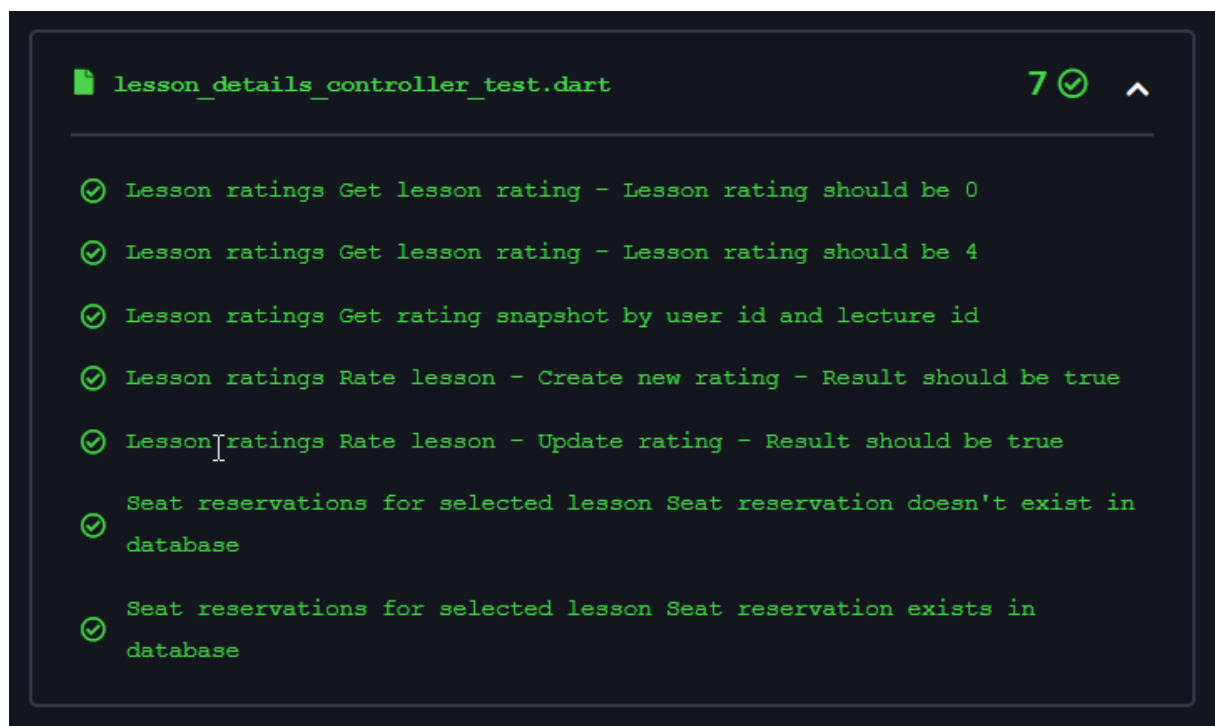 lesson_details_controller_test.dart 7
Lesson ratings Get lesson rating - Lesson rating should be 0
Lesson ratings Get lesson rating - Lesson rating should be 4
Lesson ratings Get rating snapshot by user id and lecture id
Lesson ratings Rate lesson - Create new rating - Result should be true
Lesson ratings Rate lesson - Update rating - Result should be true
Seat reservations for selected lesson Seat reservation doesn't exist in
database
Seat reservations for selected lesson Seat reservation exists in
database